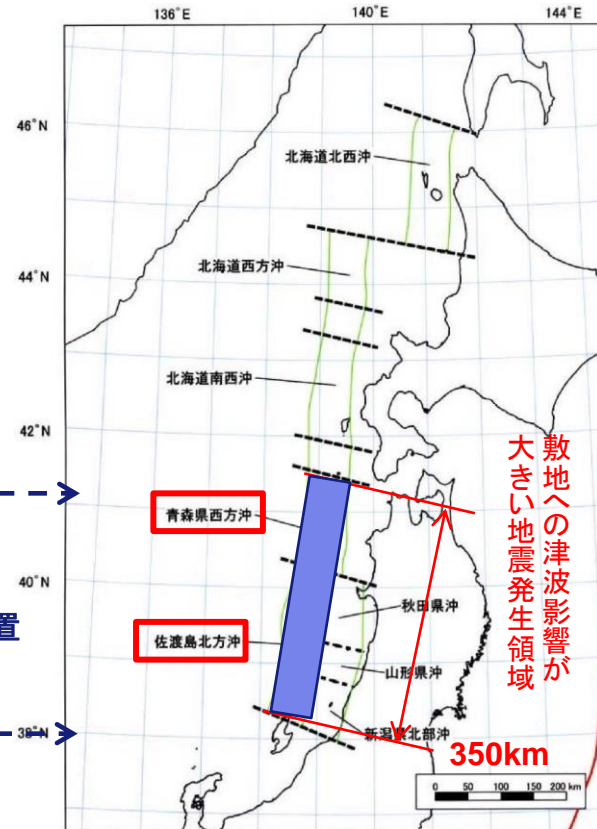 136°E
140°E
144°E
46°N
北海道北西沖
44°N
北海道西方沖
北海道南西沖
42°N
敷地への津波影響が
大きい地震発生領域
青森県西方沖
40°N
秋田県沖
置
佐渡島北方沖
山形県沖
新潟県北部沖
38°N
350km
0 50 100 150 200 km